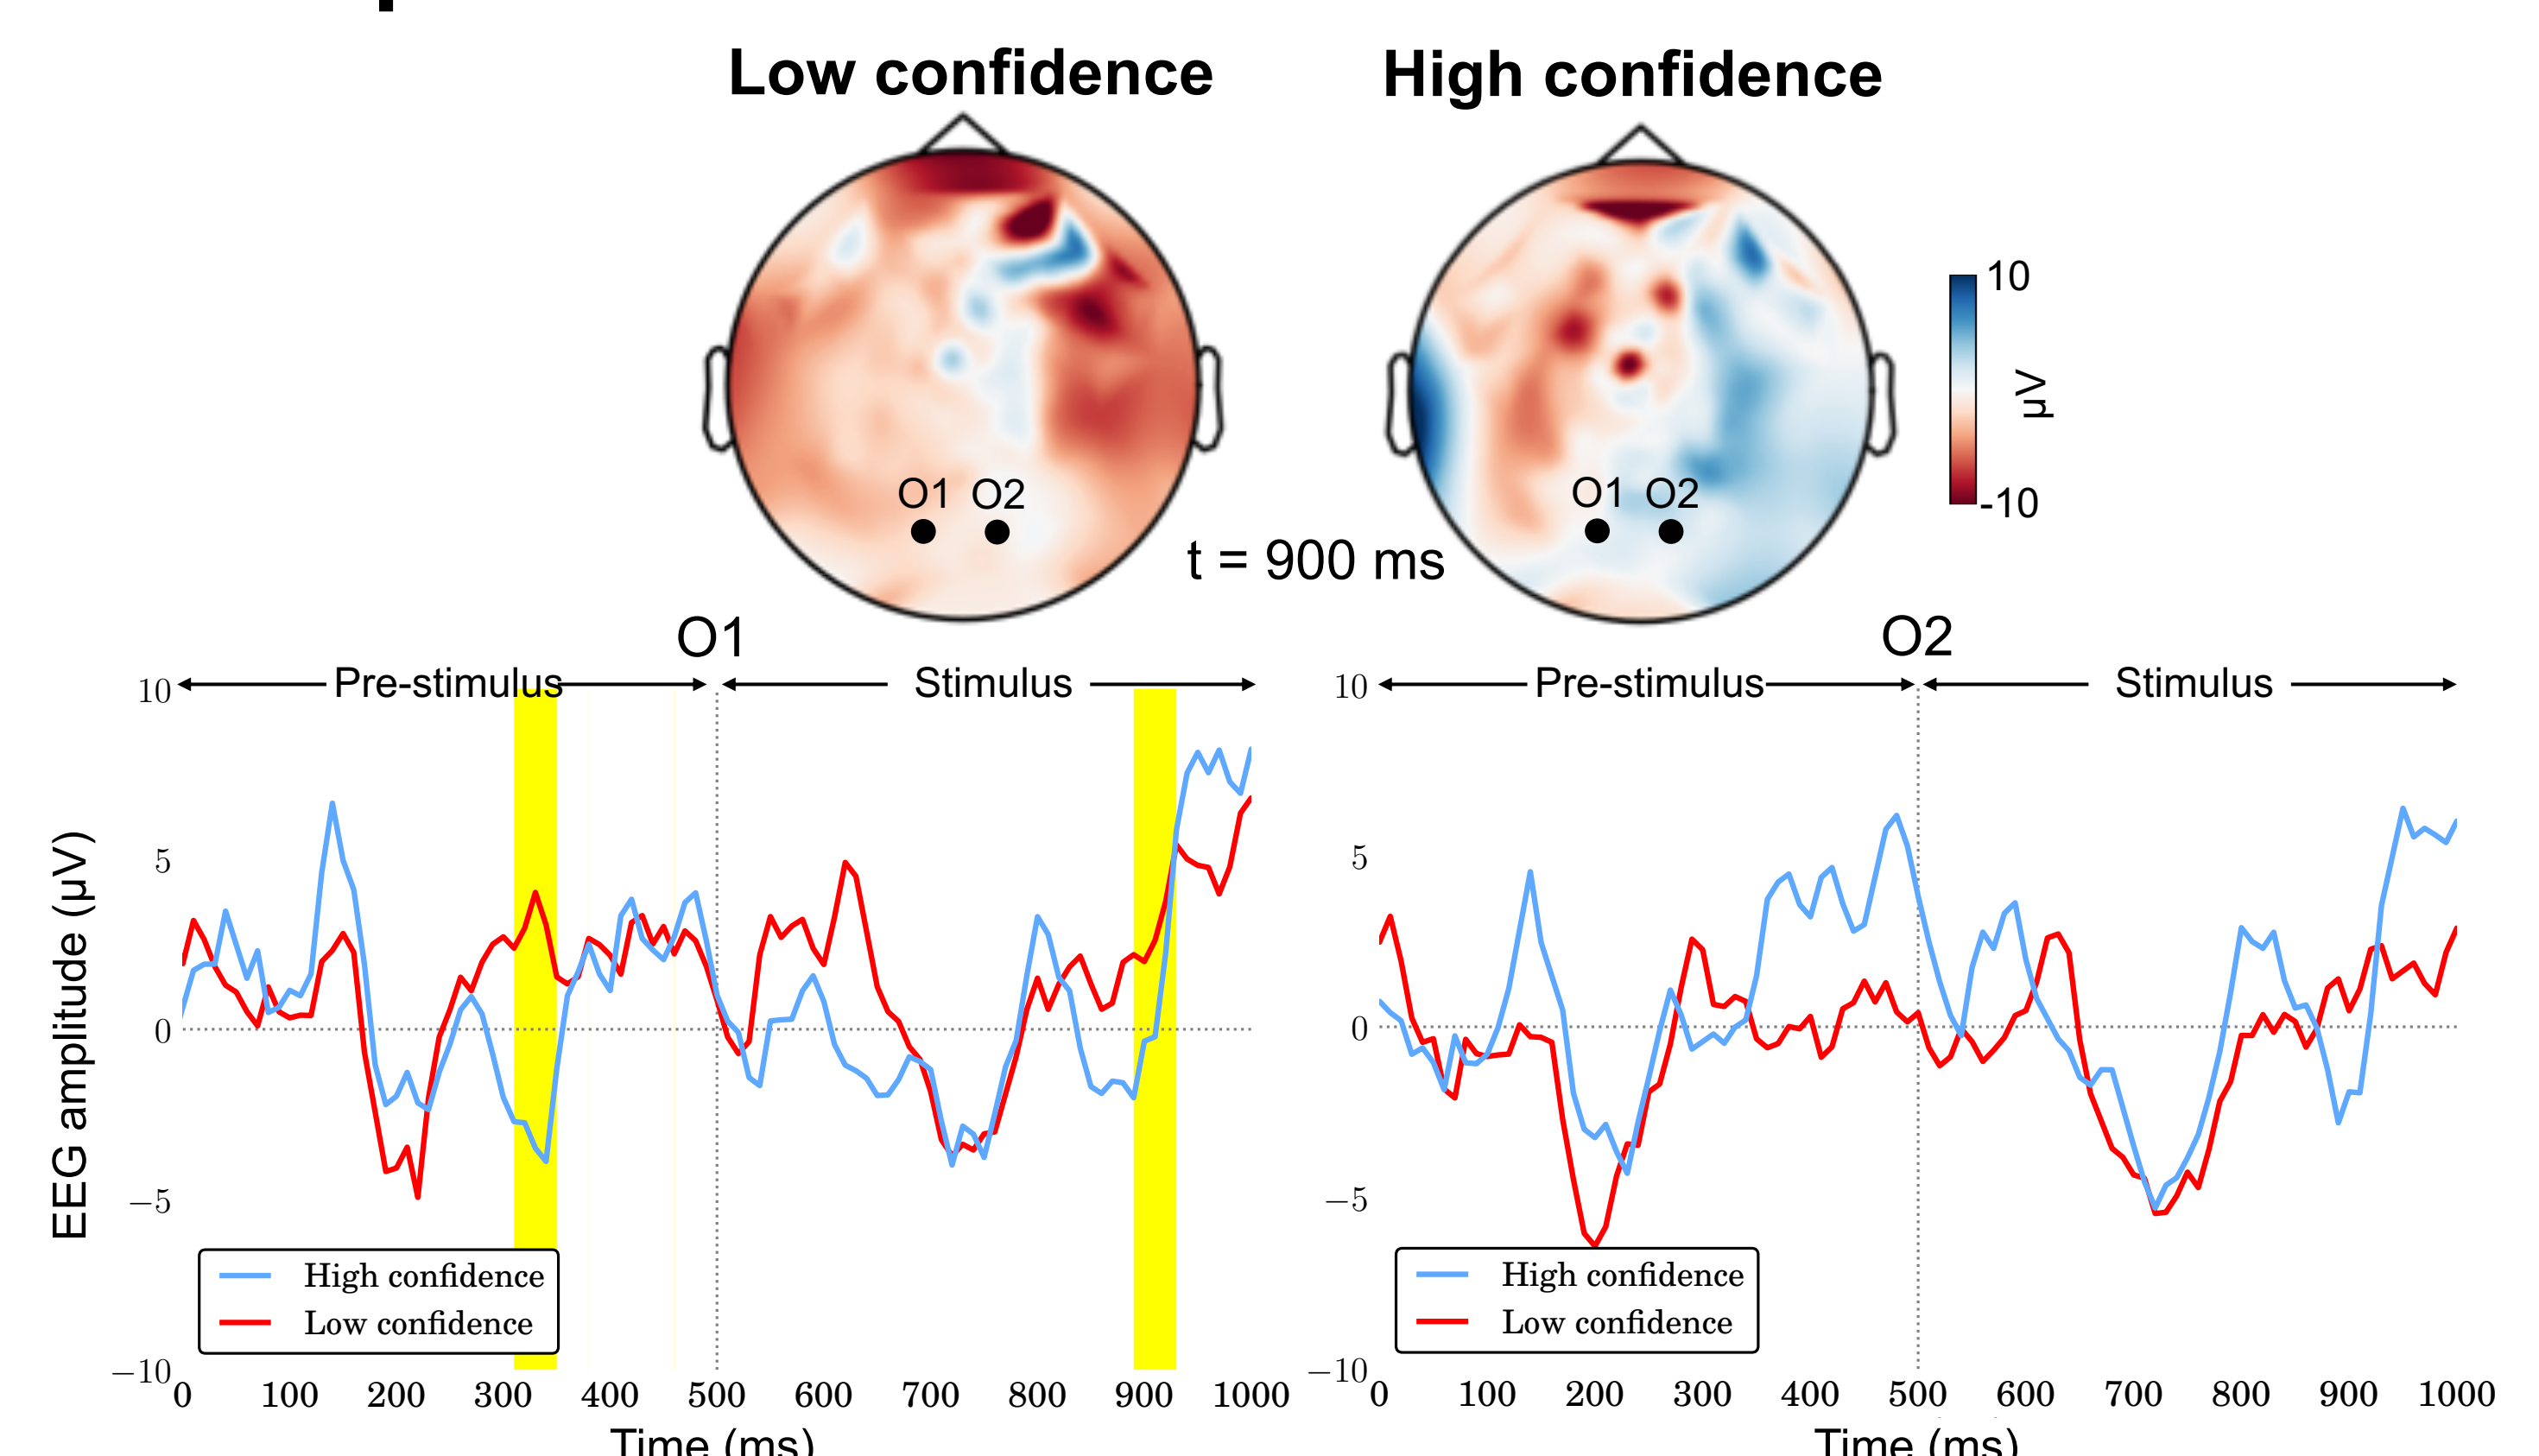 Low confidence
High confidence
10
µV
-10
O1 O2
O1 O2
t = 900 ms
O1
Pre-stimulus
Stimulus
10
5
0
−5
−10
EEG amplitude (µV)
High confidence
Low confidence
0 100 200 300 400 500 600 700 800 900 1000
Time (ms)
O2
Pre-stimulus
Stimulus
10
5
0
−5
−10
High confidence
Low confidence
0 100 200 300 400 500 600 700 800 900 1000
Time (ms)